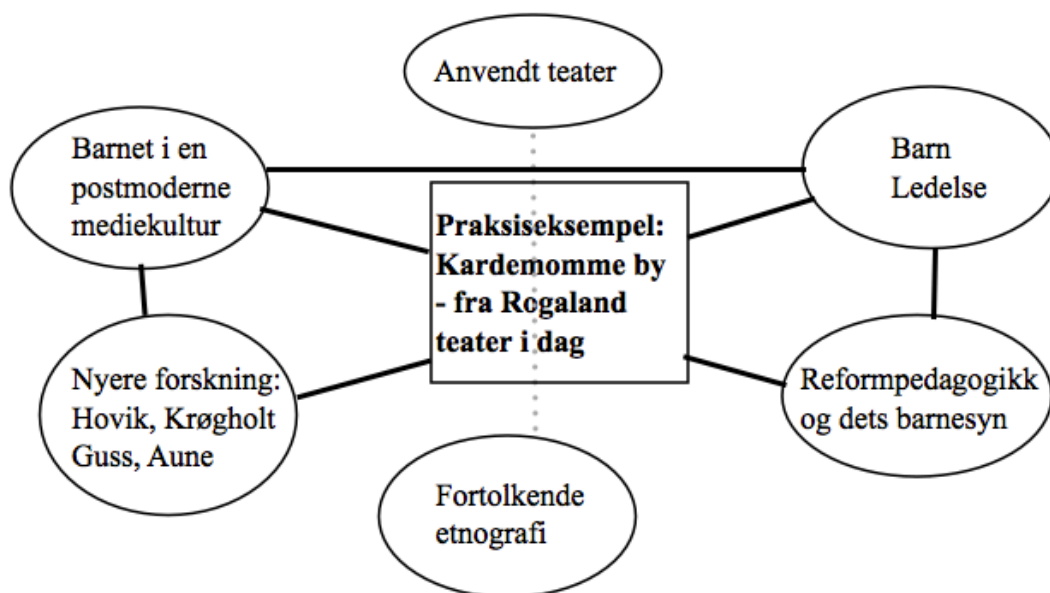 Anvendt teater
Barnet i en
postmoderne
mediekultur
Barn
Ledelse
Praksiseksempel:
Kardemomme by
- fra Rogaland
teater i dag
Nyere forskning:
Hovik, Krøgholt
Guss, Aune
Reformpedagogikk
og dets barnesyn
Fortolkende
etnografi